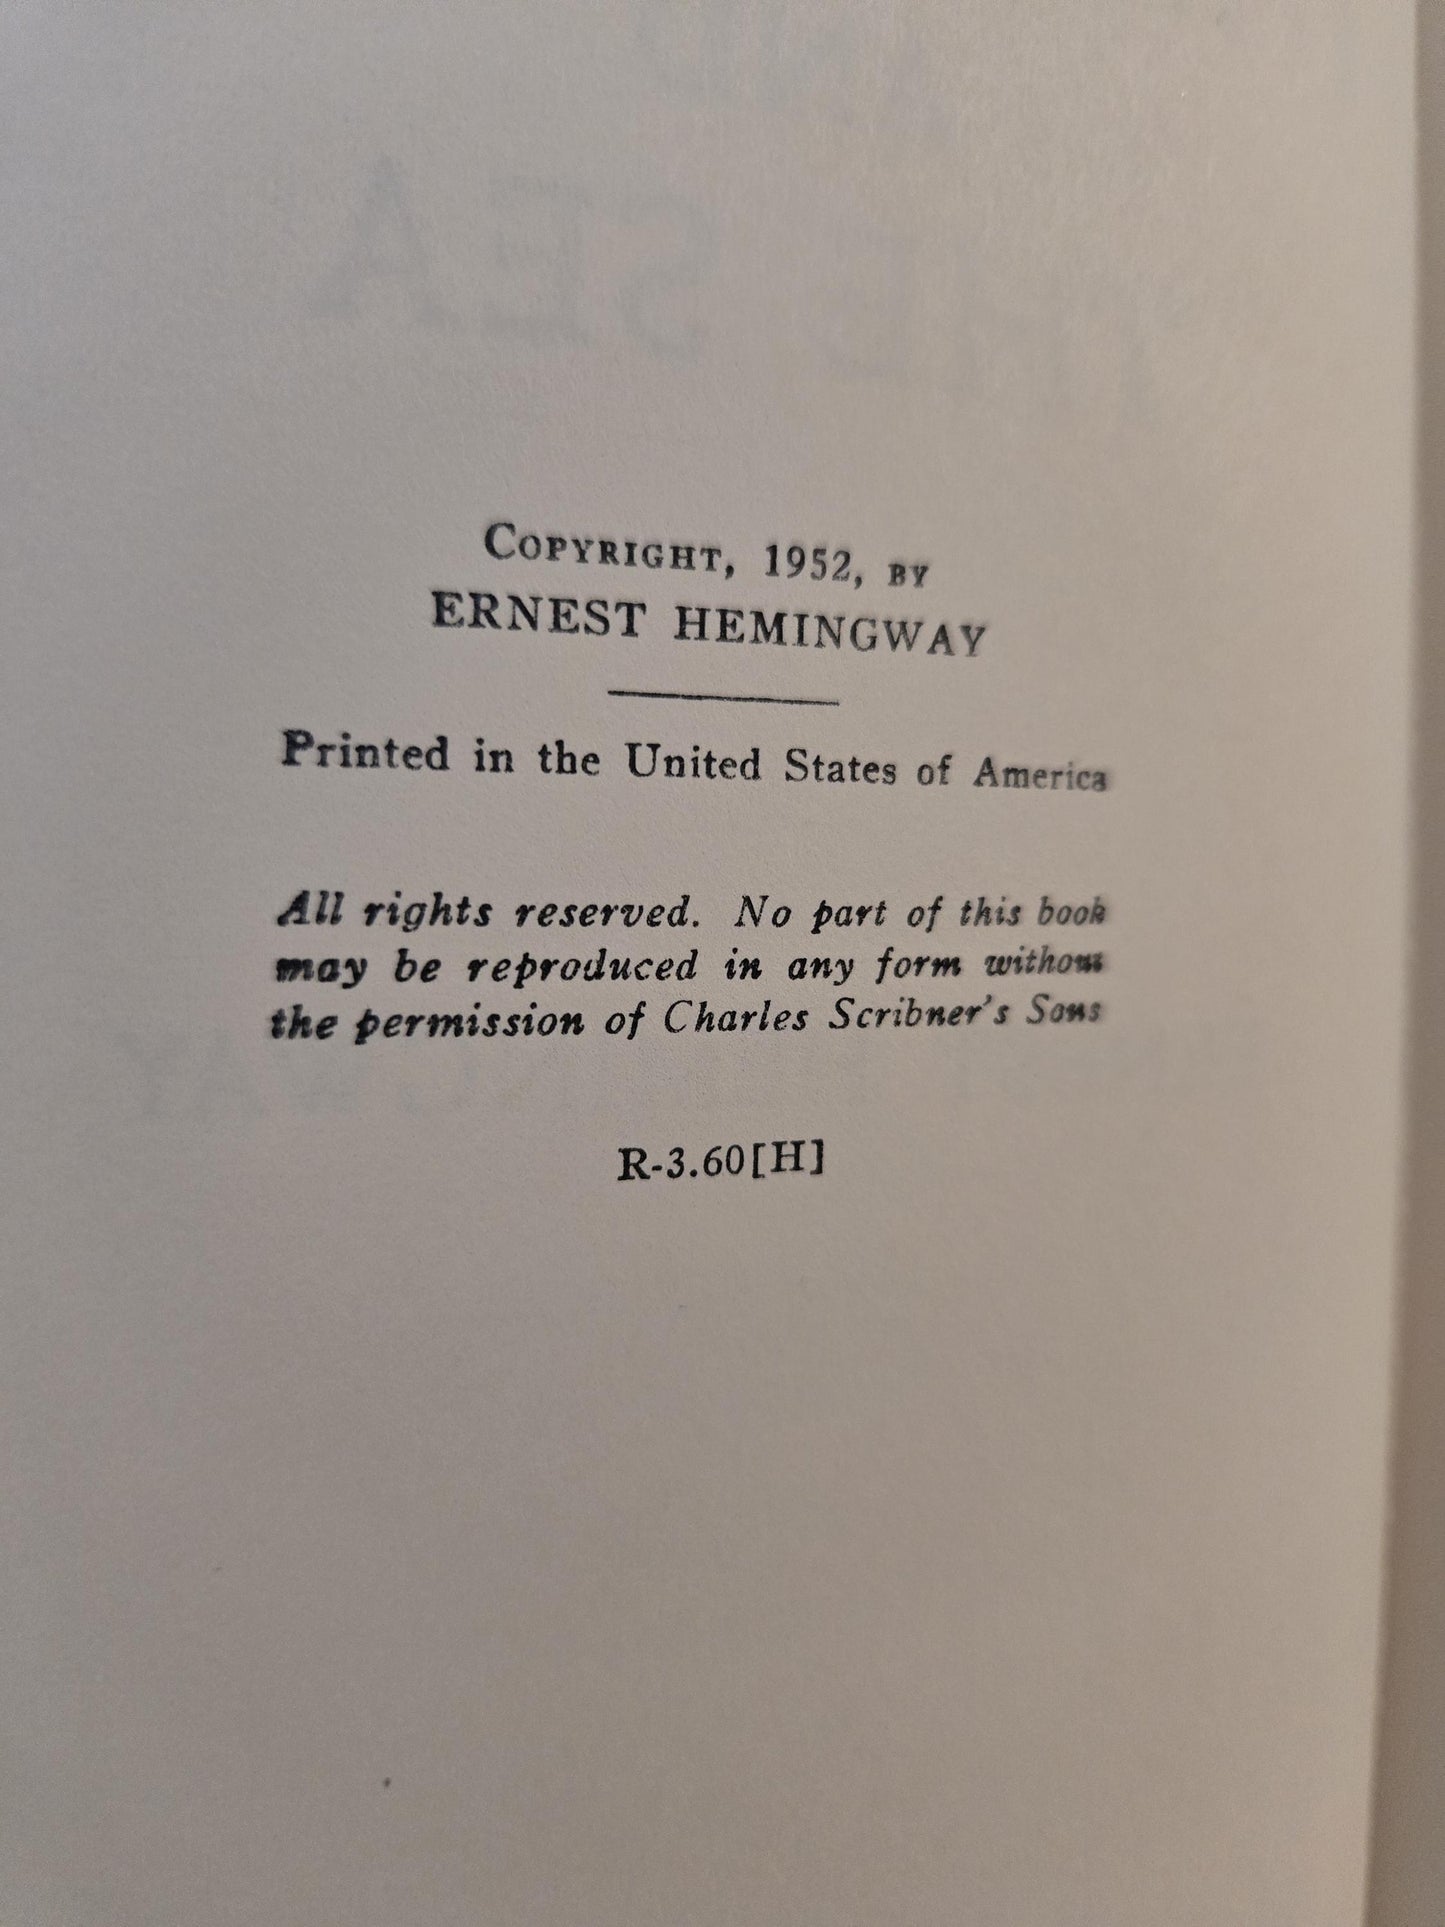 COPYRIGHT, 1952, BY
ERNEST HEMINGWAY
Printed in the United States of America
All rights reserved. No part of this book
may be reproduced in any form without
the permission of Charles Scribner's Sons
R-3.60[H]